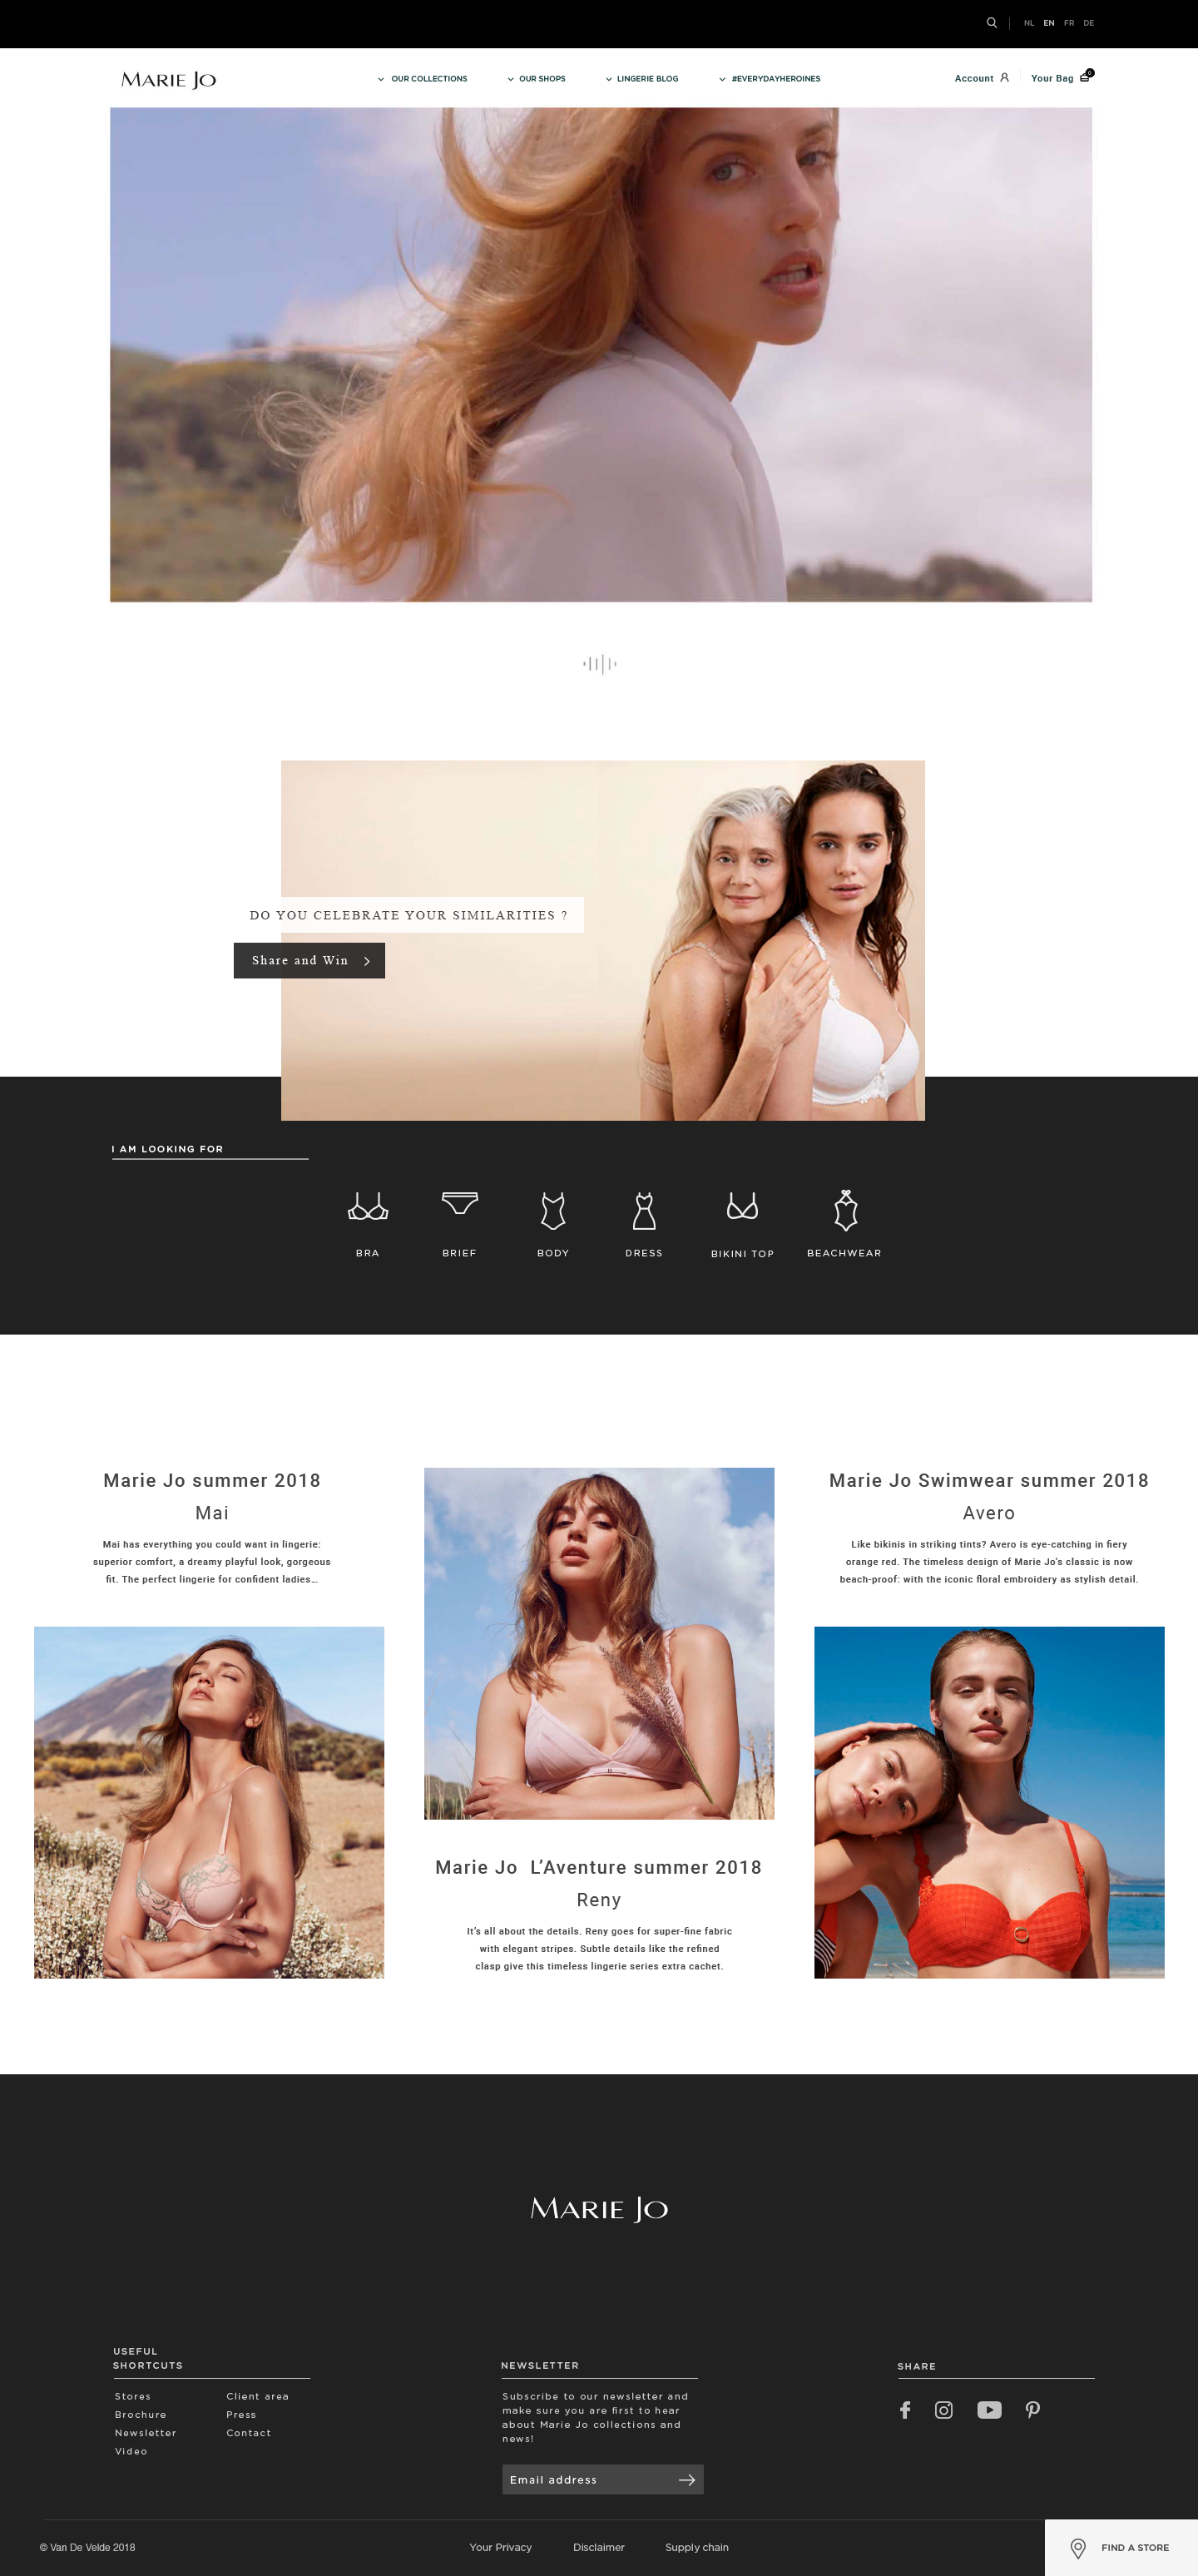 NL EN FR DE
MARIE JO
OUR COLLECTIONS
OUR SHOPS
LINGERIE BLOG
#EVERYDAYHEROINES
Account
Your Bag 0
DO YOU CELEBRATE YOUR SIMILARITIES ?
Share and Win
I AM LOOKING FOR
BRA
BRIEF
BODY
DRESS
BIKINI TOP
BEACHWEAR
Marie Jo summer 2018
Mai
Mai has everything you could want in lingerie:
superior comfort, a dreamy playful look, gorgeous
fit. The perfect lingerie for confident ladies…
Marie Jo L’Aventure summer 2018
Reny
It’s all about the details. Reny goes for super-fine fabric
with elegant stripes. Subtle details like the refined
clasp give this timeless lingerie series extra cachet.
Marie Jo Swimwear summer 2018
Avero
Like bikinis in striking tints? Avero is eye-catching in fiery
orange red. The timeless design of Marie Jo’s classic is now
beach-proof: with the iconic floral embroidery as stylish detail.
MARIE JO
USEFUL
SHORTCUTS
Stores
Brochure
Newsletter
Video
Client area
Press
Contact
NEWSLETTER
Subscribe to our newsletter and
make sure you are first to hear
about Marie Jo collections and
news!
Email address
SHARE
© Van De Velde 2018
Your Privacy
Disclaimer
Supply chain
FIND A STORE